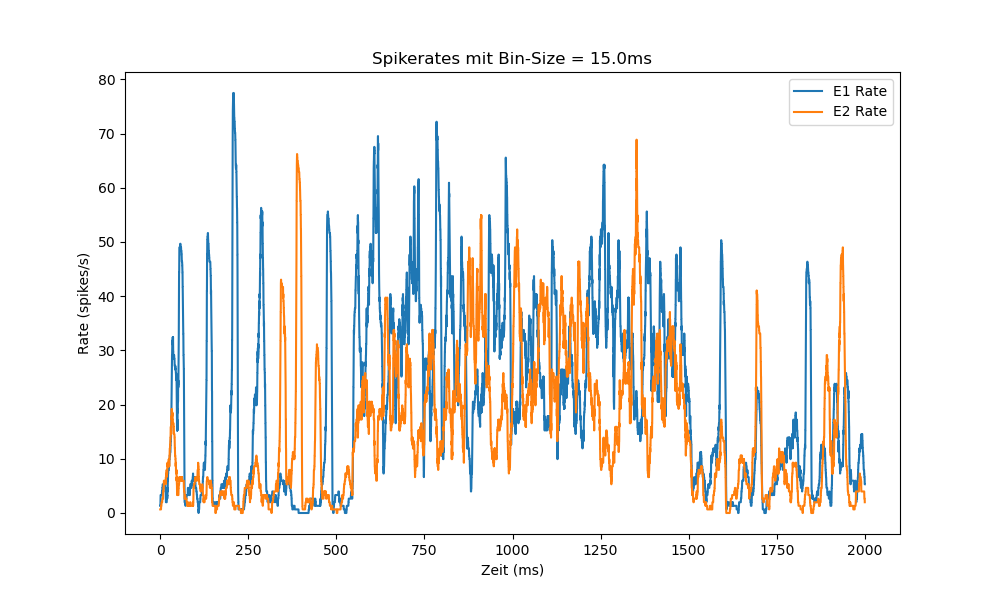 Spikerates mit Bin-Size = 15.0ms
E1 Rate
E2 Rate
80
70
60
50
40
30
20
10
0
Rate (spikes/s)
0 250 500 750 1000 1250 1500 1750 2000
Zeit (ms)